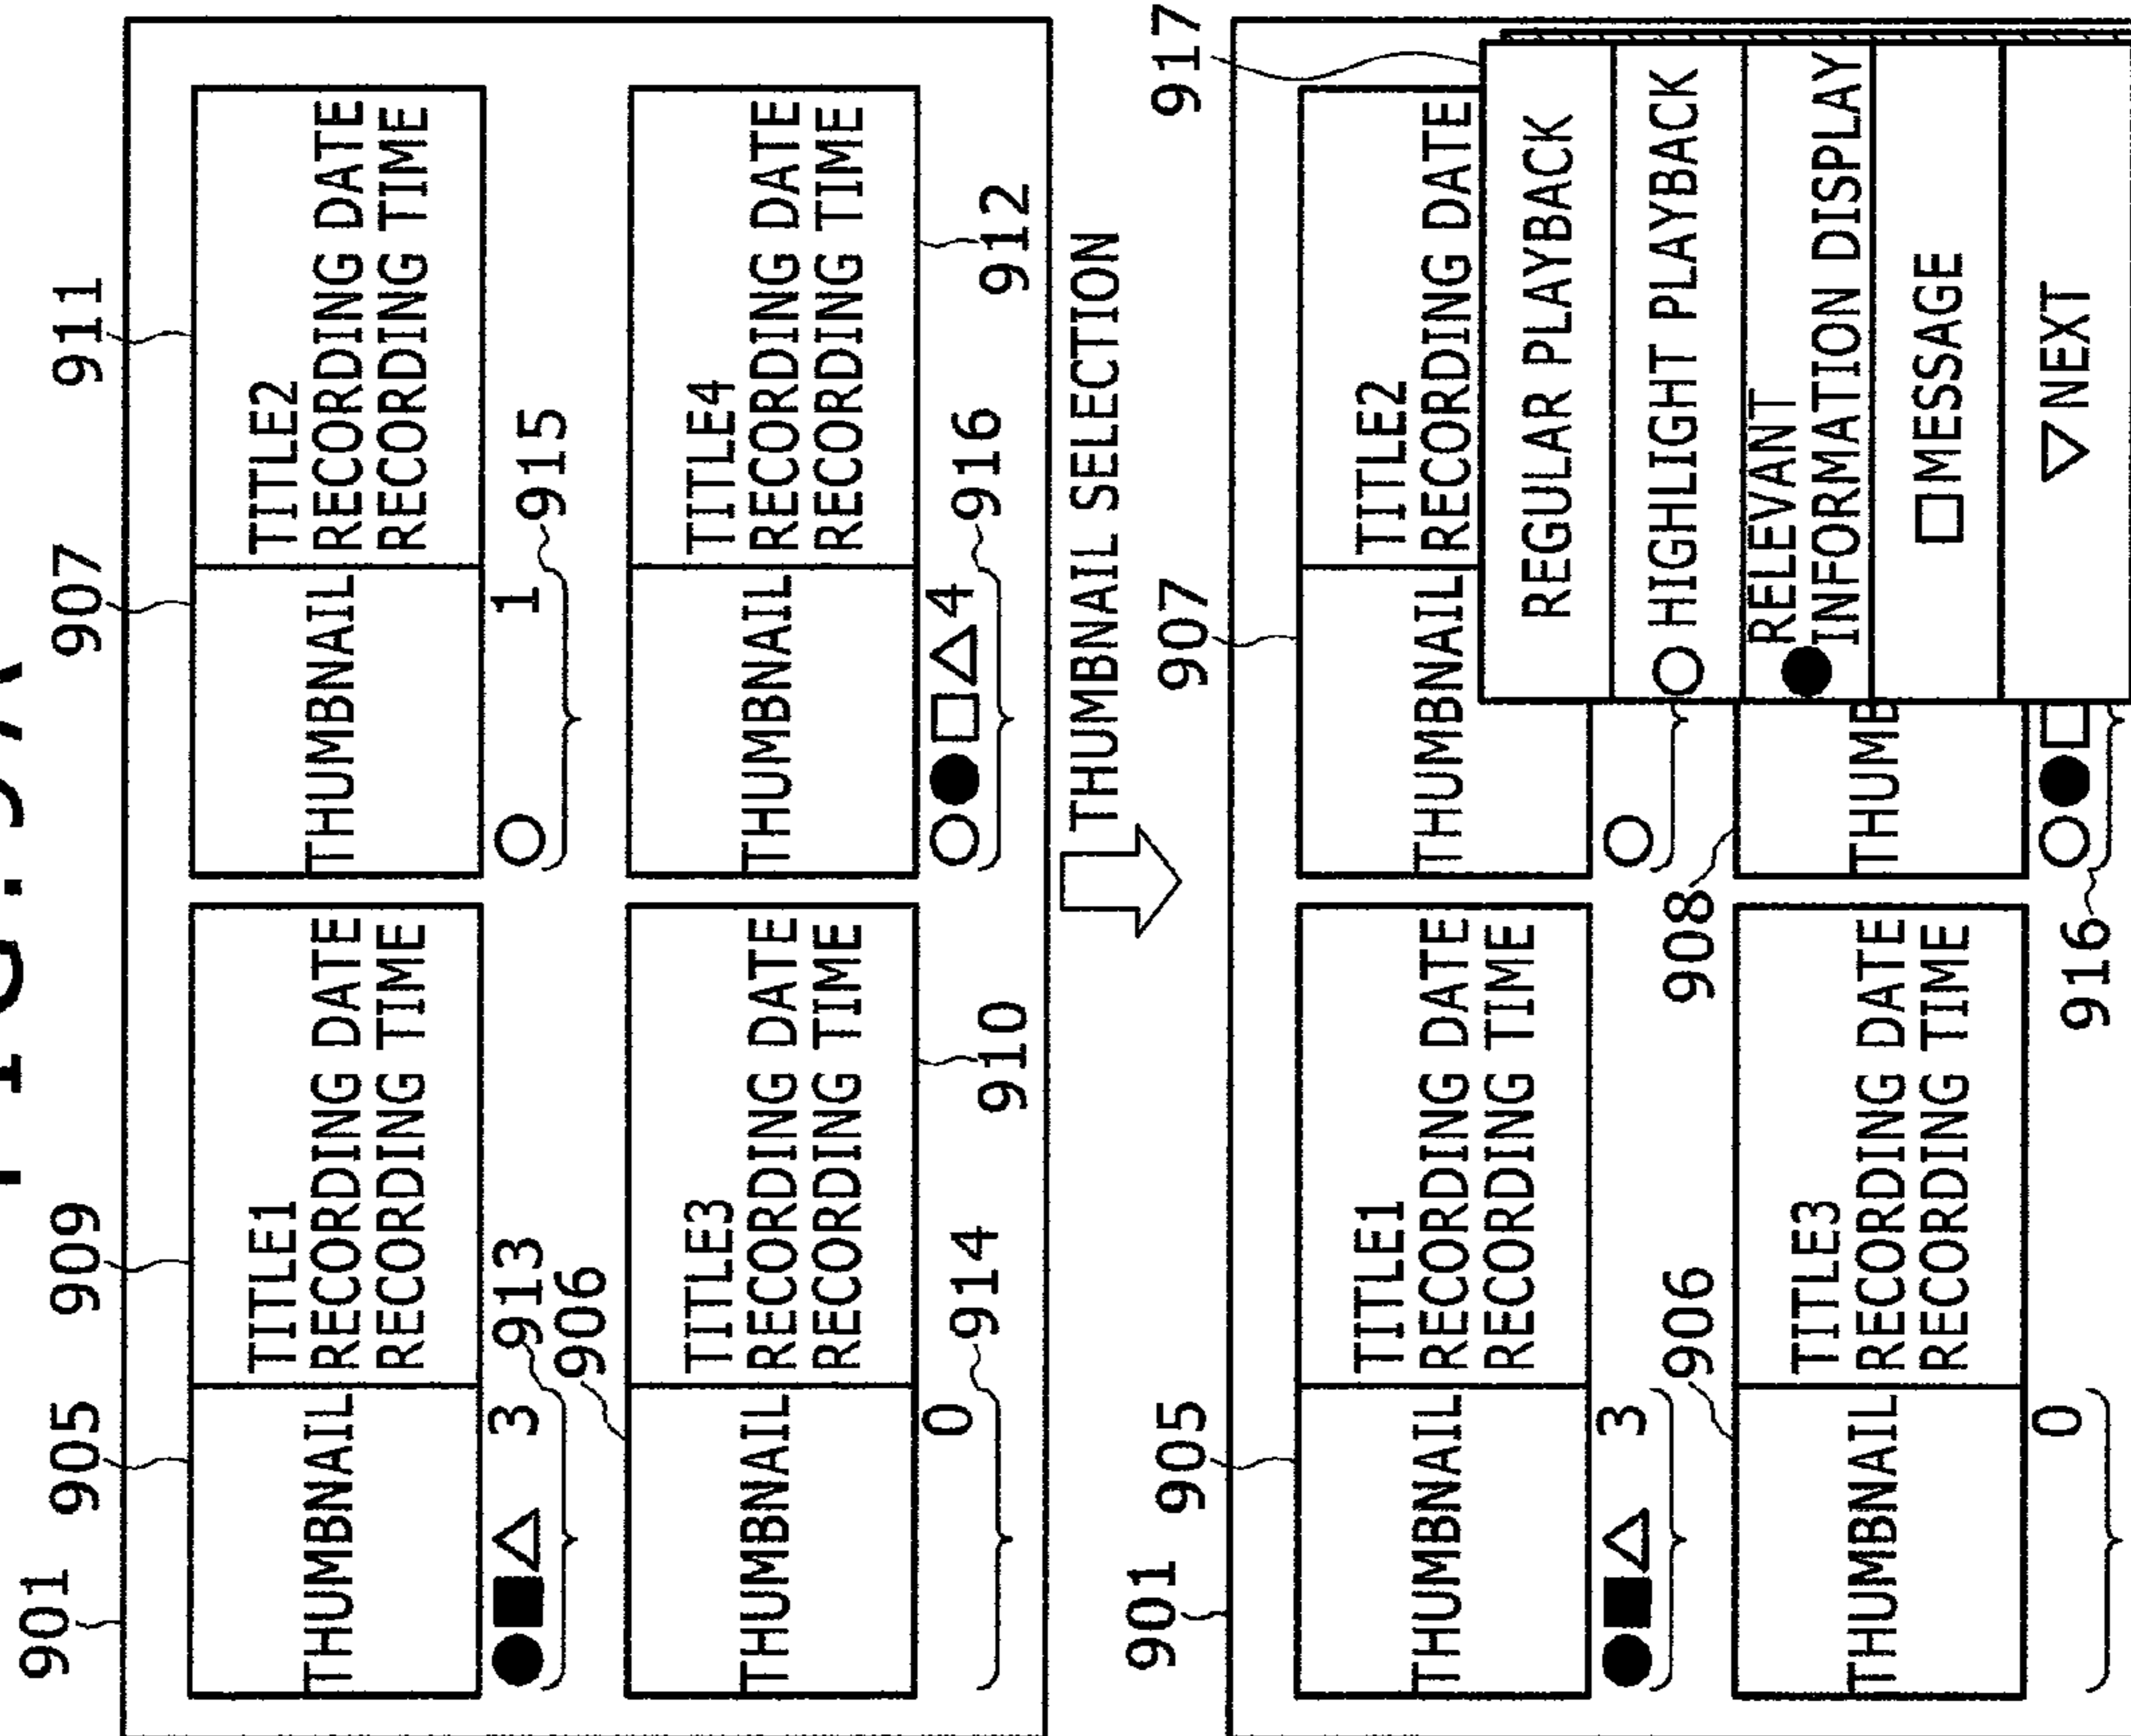 901
905 909 907 911
TITLE1 TITLE2
THUMBNAIL RECORDING DATE THUMBNAIL RECORDING DATE
RECORDING TIME RECORDING TIME
●■△ 3 913 ○ 1 915
906
TITLE3 TITLE4
THUMBNAIL RECORDING DATE THUMBNAIL RECORDING DATE
RECORDING TIME RECORDING TIME
0 914 ○●□△4 916
910 912
THUMBNAIL SELECTION
901 905 907 917
TITLE1 TITLE2
THUMBNAIL RECORDING DATE THUMBNAIL RECORDING DATE
RECORDING TIME
REGULAR PLAYBACK
●■△ 3 ○
906 908
○HIGHLIGHT PLAYBACK
TITLE3
RELEVANT
●INFORMATION DISPLAY
THUMBNAIL RECORDING DATE THUMB
RECORDING TIME
□MESSAGE
0 916 ○●□
▽NEXT